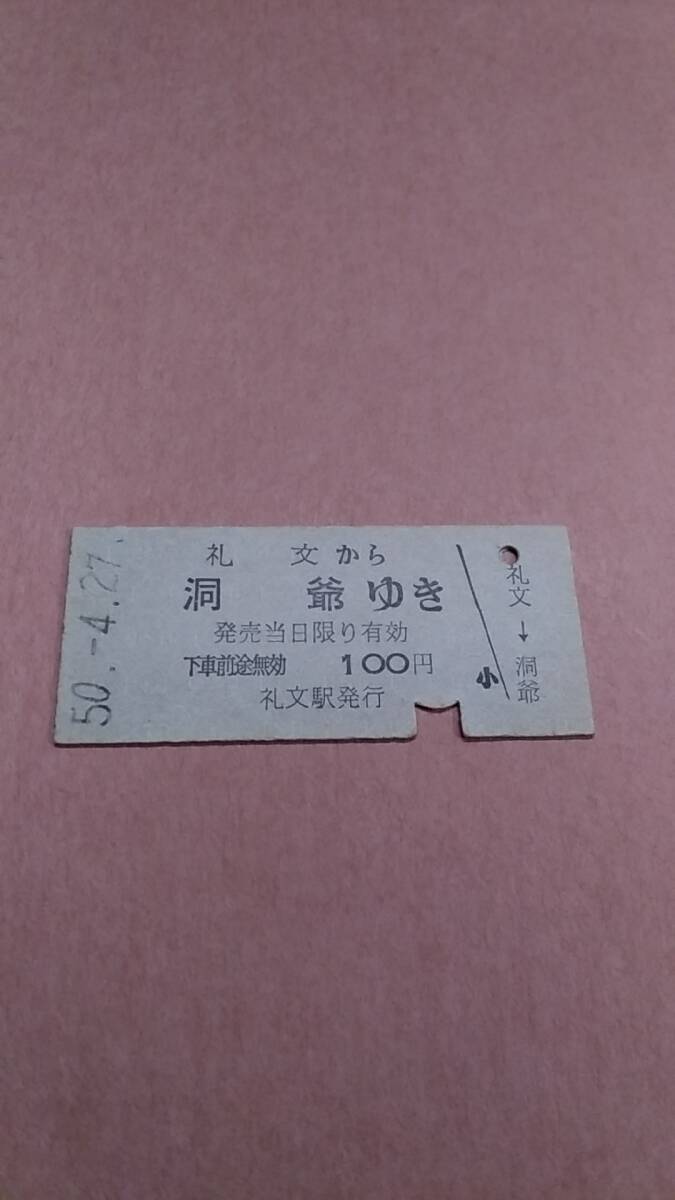 50.-4.27.
礼文から
洞爺ゆき
発売当日限り有効
下車前途無効 100円
礼文駅発行
小
礼文→洞爺